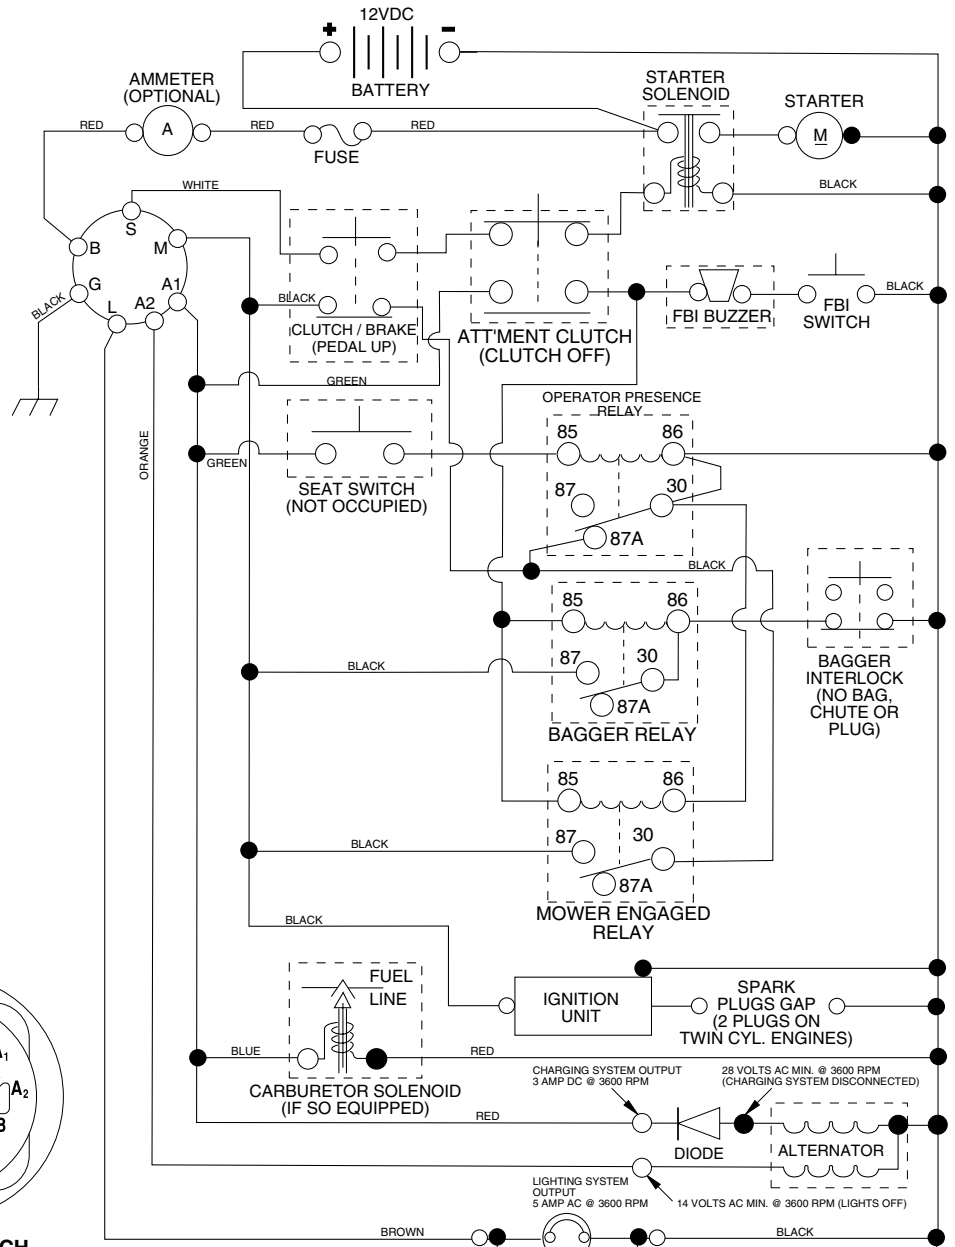 12VDC
+
-
BATTERY
AMMETER
(OPTIONAL)
STARTER
SOLENOID
STARTER
RED
A
RED
RED
M
FUSE
WHITE
BLACK
S
B
M
G
A1
A2
L
BLACK
BLACK
CLUTCH / BRAKE
(PEDAL UP)
ATT'MENT CLUTCH
(CLUTCH OFF)
FBI BUZZER
FBI
SWITCH
BLACK
GREEN
OPERATOR PRESENCE
RELAY
85
86
ORANGE
GREEN
SEAT SWITCH
(NOT OCCUPIED)
87
30
87A
BLACK
85
86
BLACK
87
30
87A
BAGGER RELAY
BAGGER
INTERLOCK
(NO BAG,
CHUTE OR
PLUG)
85
86
BLACK
87
30
87A
MOWER ENGAGED
RELAY
BLACK
FUEL
LINE
IGNITION
UNIT
SPARK
PLUGS GAP
(2 PLUGS ON
TWIN CYL. ENGINES)
BLUE
RED
CARBURETOR SOLENOID
(IF SO EQUIPPED)
CHARGING SYSTEM OUTPUT
3 AMP DC @ 3600 RPM
28 VOLTS AC MIN. @ 3600 RPM
(CHARGING SYSTEM DISCONNECTED)
RED
DIODE
ALTERNATOR
LIGHTING SYSTEM
OUTPUT
5 AMP AC @ 3600 RPM
14 VOLTS AC MIN. @ 3600 RPM (LIGHTS OFF)
BROWN
BLACK
A2